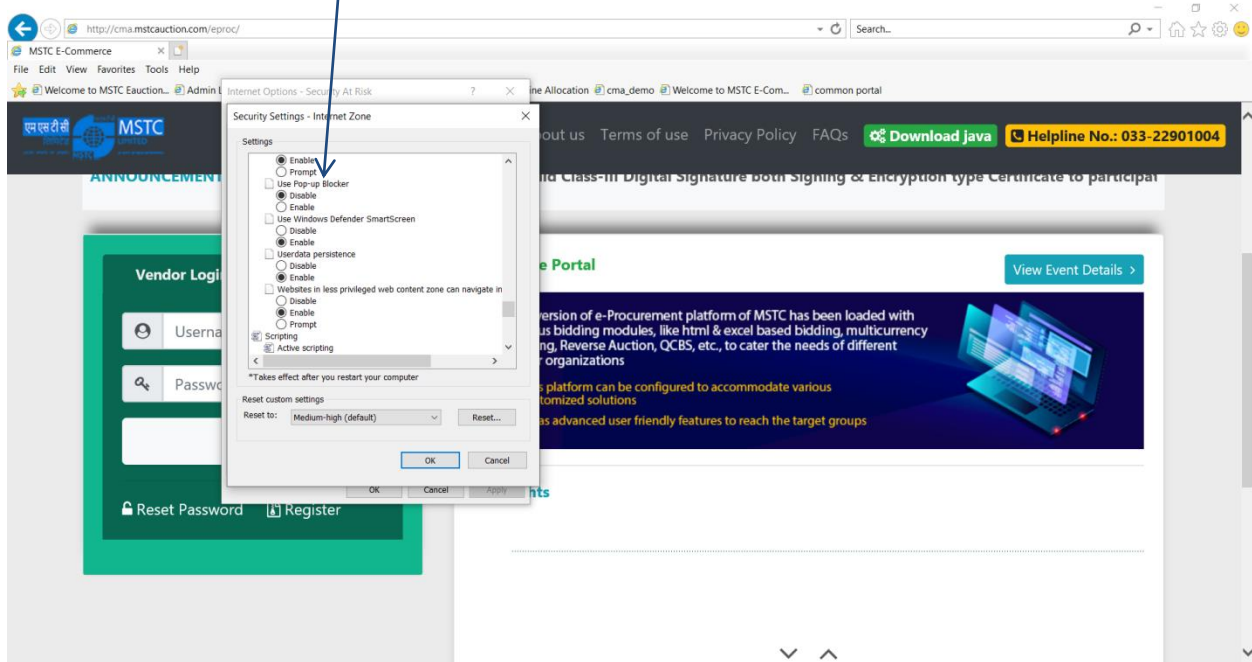 http://cma.mstcauction.com/eproc/
Search...
MSTC E-Commerce
File Edit View Favorites Tools Help
Welcome to MSTC Eauction... Admin L
ine Allocation cma_demo Welcome to MSTC E-Com... common portal
Internet Options - Security At Risk
Security Settings - Internet Zone
Settings
Enable
Prompt
Use Pop-up Blocker
Disable
Enable
Use Windows Defender SmartScreen
Disable
Enable
Userdata persistence
Disable
Enable
Websites in less privileged web content zone can navigate in
Disable
Enable
Prompt
Scripting
Active scripting
*Takes effect after you restart your computer
Reset custom settings
Reset to: Medium-high (default) Reset...
OK Cancel
OK Cancel Apply
एम एस टी सी MSTC
LIMITED
out us Terms of use Privacy Policy FAQs Download java Helpline No.: 033-22901004
ANNOUNCEMENT
Class-III Digital Signature both Signing & Encryption type Certificate to participat
Vendor Logi
Userna
Passwo
Reset Password Register
e Portal
View Event Details >
version of e-Procurement platform of MSTC has been loaded with
us bidding modules, like html & excel based bidding, multicurrency
ng, Reverse Auction, QCBS, etc., to cater the needs of different
r organizations
s platform can be configured to accommodate various
tomized solutions
as advanced user friendly features to reach the target groups
nts